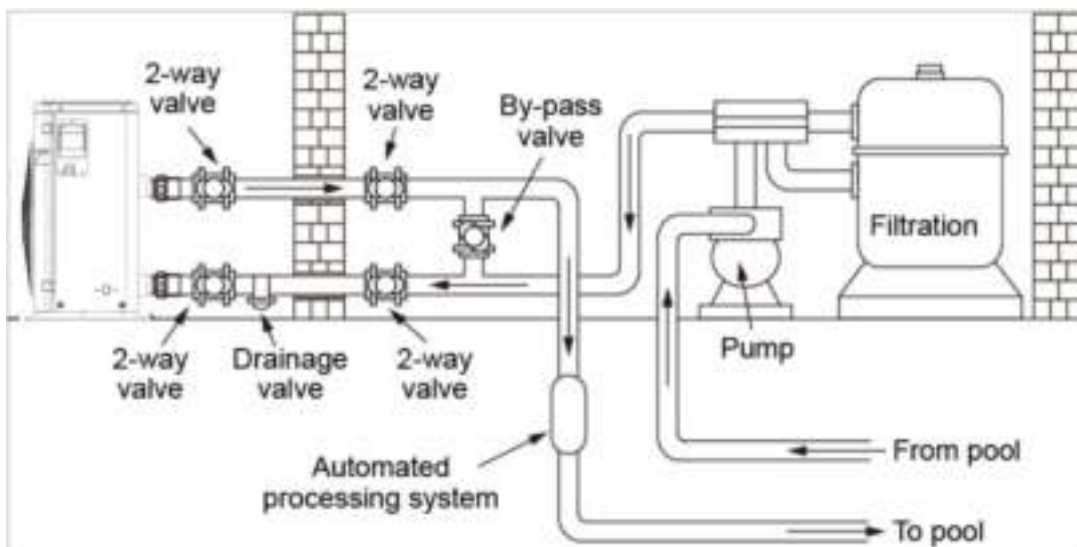 2-way
valve
2-way
valve
By-pass
valve
Filtration
2-way
valve
Drainage
valve
2-way
valve
Pump
Automated
processing system
From pool
To pool